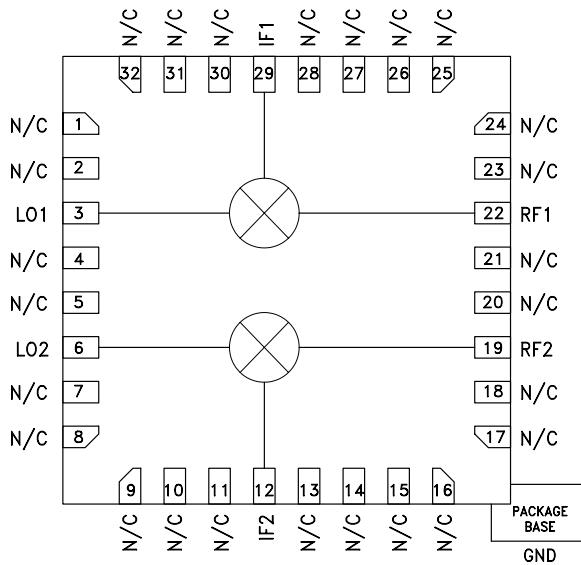 N/C N/C N/C IF1 N/C N/C N/C N/C
32 31 30 29 28 27 26 25
N/C 1 24 N/C
N/C 2 23 N/C
LO1 3 22 RF1
N/C 4 21 N/C
N/C 5 20 N/C
LO2 6 19 RF2
N/C 7 18 N/C
N/C 8 17 N/C
9 10 11 12 13 14 15 16
N/C N/C N/C IF2 N/C N/C N/C N/C
PACKAGE
BASE
GND